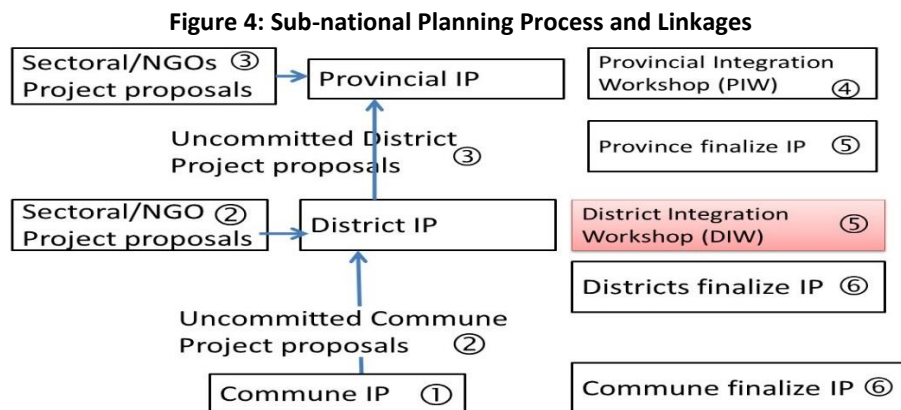 Figure 4: Sub-national Planning Process and Linkages
Sectoral/NGOs ③
Project proposals
Provincial IP
Provincial Integration
Workshop (PIW) ④
Uncommitted District
Project proposals ③
Province finalize IP ⑤
Sectoral/NGO ②
Project proposals
District IP
District Integration ⑤
Workshop (DIW)
Districts finalize IP ⑥
Uncommitted Commune
Project proposals ②
Commune IP ①
Commune finalize IP ⑥